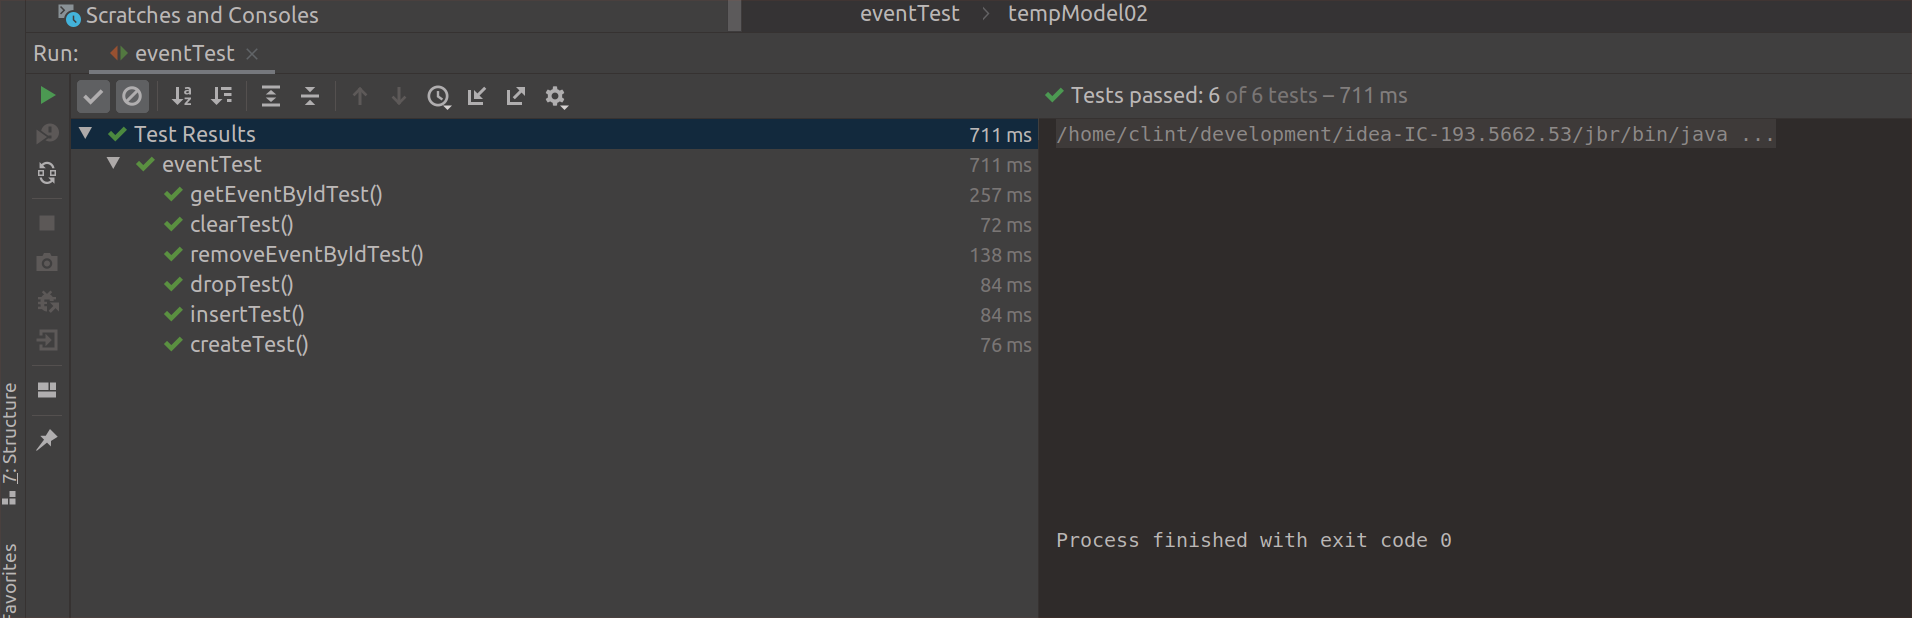 Scratches and Consoles
eventTest > tempModel02
Run: eventTest
Tests passed: 6 of 6 tests – 711 ms
Test Results 711 ms
eventTest 711 ms
getEventByIdTest() 257 ms
clearTest() 72 ms
removeEventByIdTest() 138 ms
dropTest() 84 ms
insertTest() 84 ms
createTest() 76 ms
/home/clint/development/idea-IC-193.5662.53/jbr/bin/java ...
Process finished with exit code 0
7: Structure
Favorites